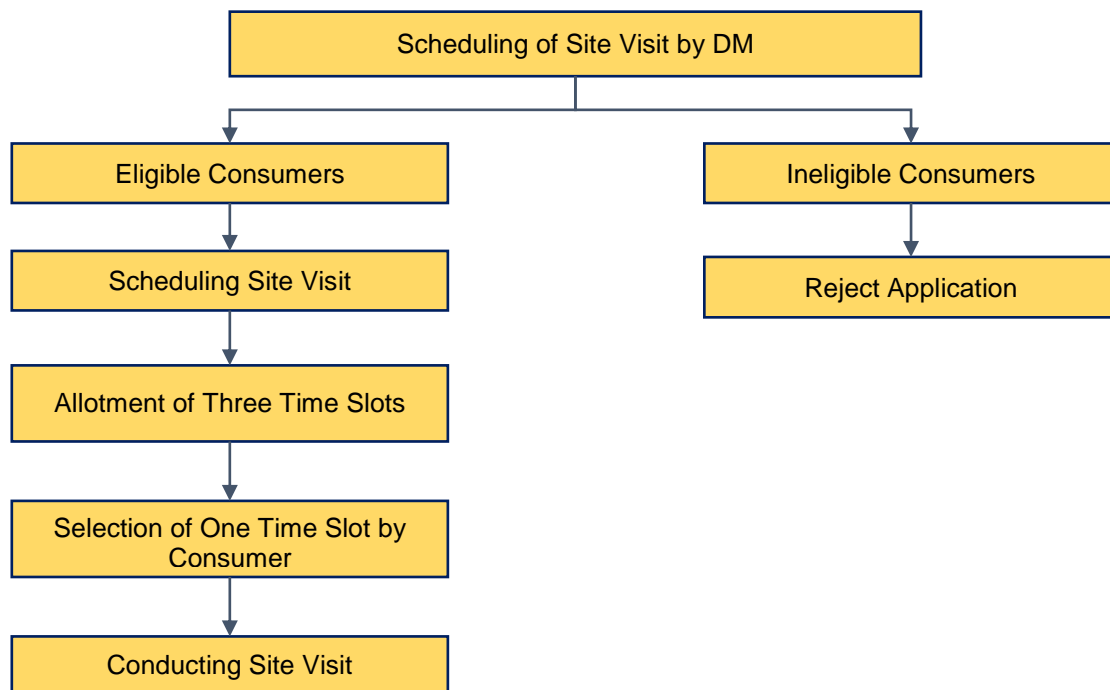 Scheduling of Site Visit by DM
Eligible Consumers
Ineligible Consumers
Scheduling Site Visit
Reject Application
Allotment of Three Time Slots
Selection of One Time Slot by
Consumer
Conducting Site Visit